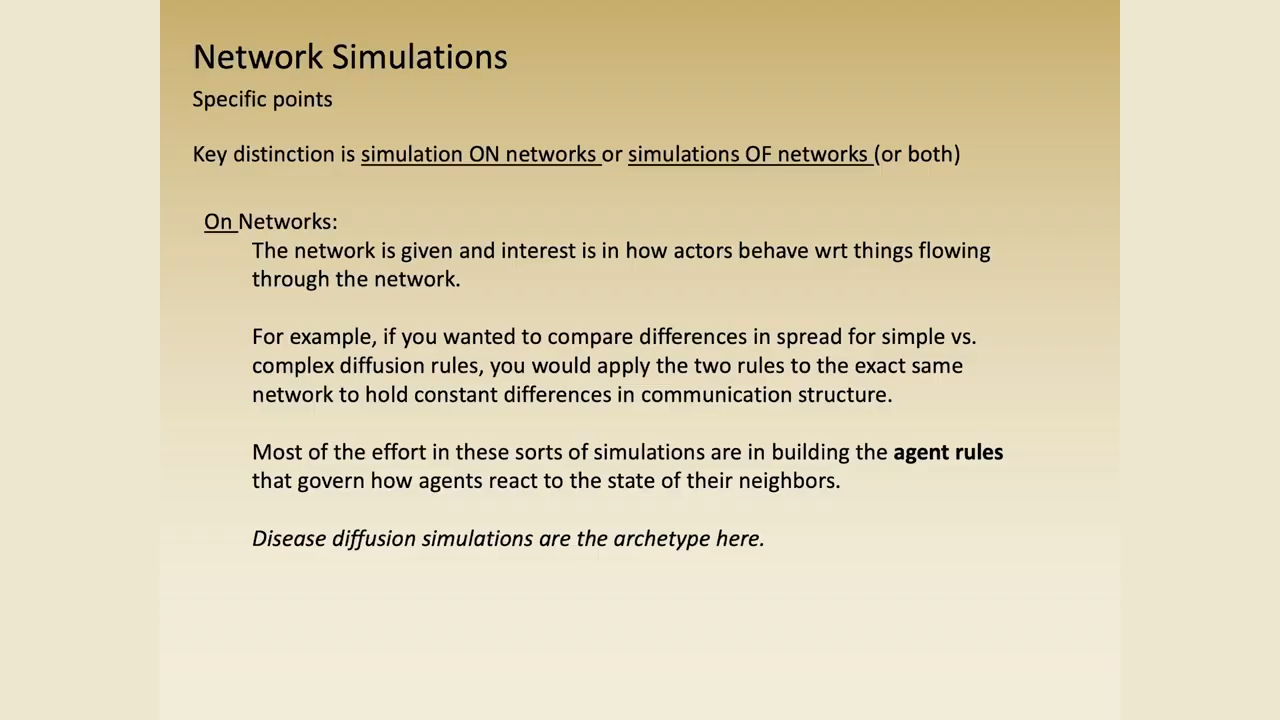 Network Simulations
Specific points
Key distinction is simulation ON networks or simulations OF networks (or both)
On Networks:
The network is given and interest is in how actors behave wrt things flowing
through the network.
For example, if you wanted to compare differences in spread for simple vs.
complex diffusion rules, you would apply the two rules to the exact same
network to hold constant differences in communication structure.
Most of the effort in these sorts of simulations are in building the agent rules
that govern how agents react to the state of their neighbors.
Disease diffusion simulations are the archetype here.